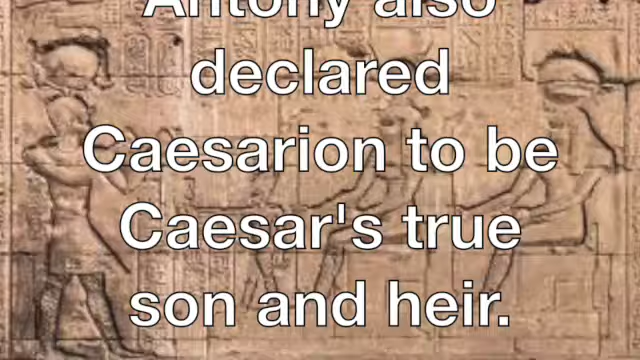 Antony also
declared
Caesarion to be
Caesar's true
son and heir.